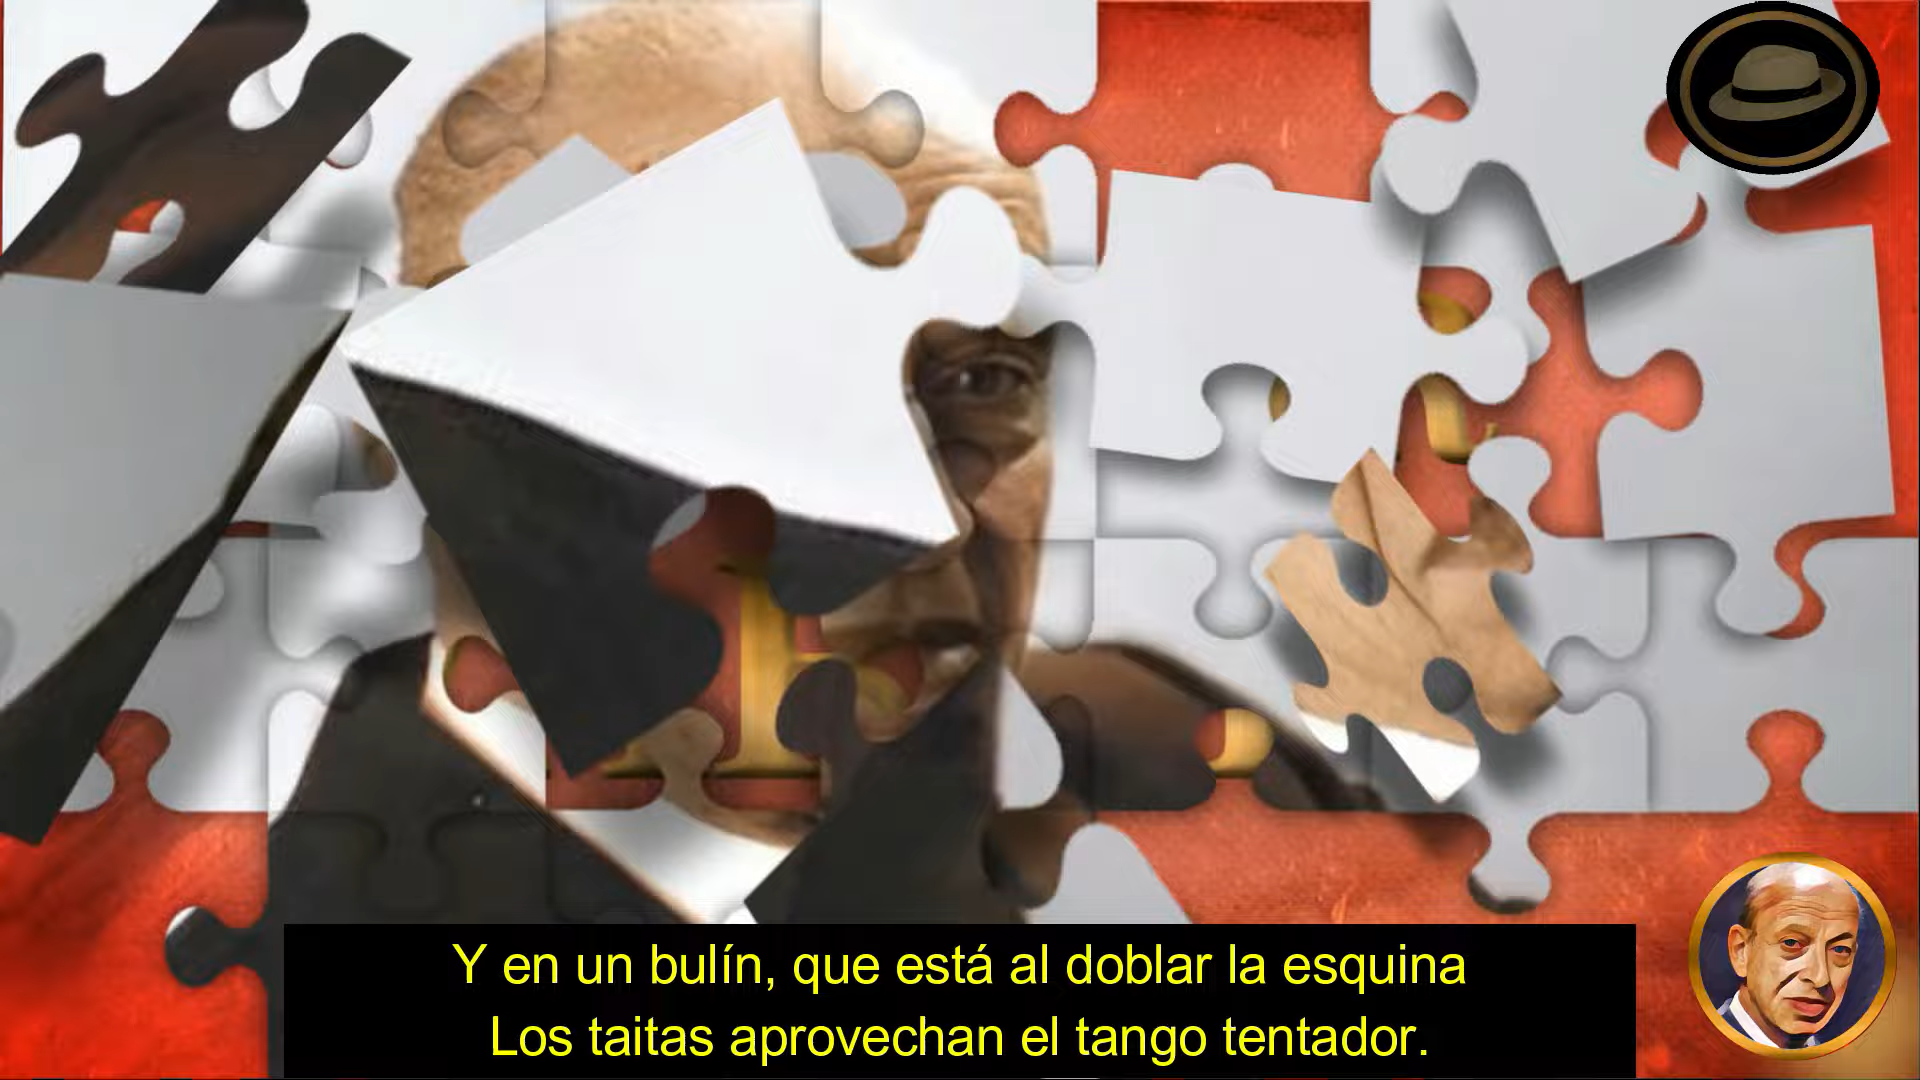 Y en un bulín, que está al doblar la esquina
Los taitas aprovechan el tango tentador.